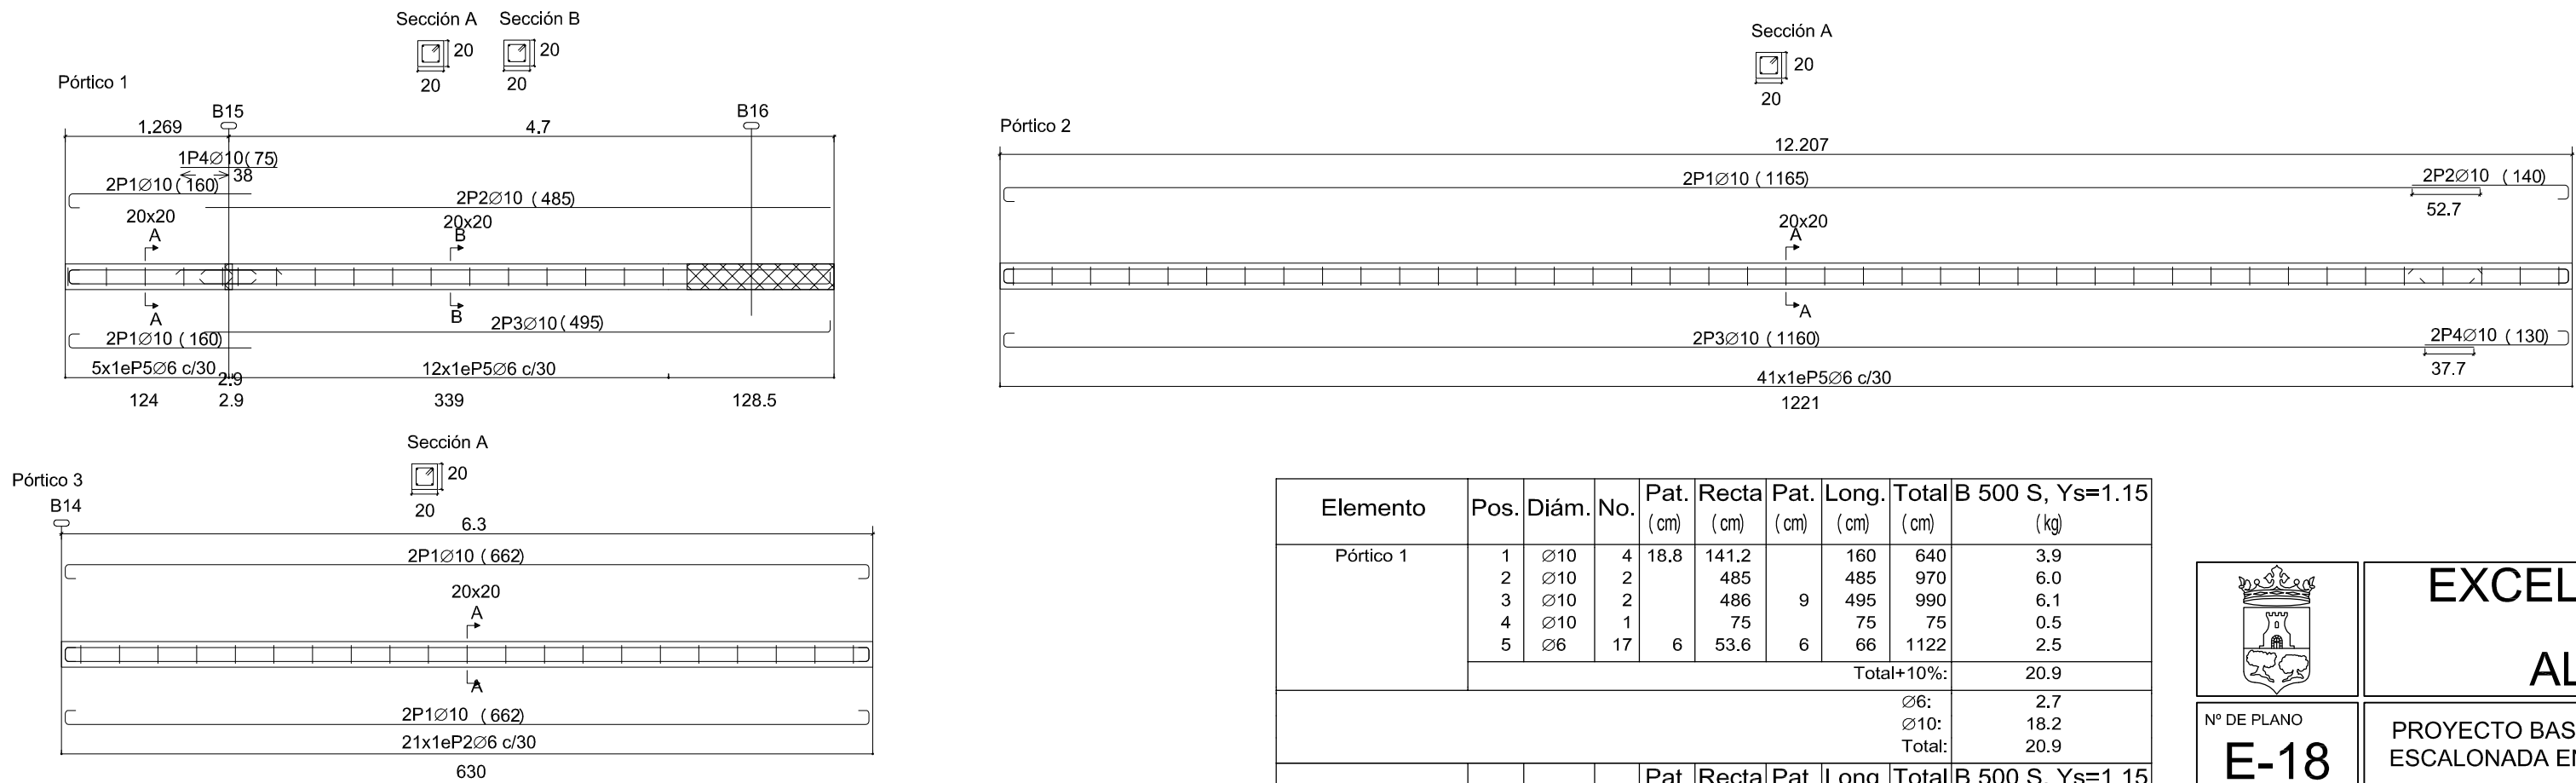 Sección A
20
20
Sección B
20
20
Pórtico 1
B15
B16
1.269
4.7
1P4Ø10(75)
38
2P1Ø10 (160)
2P2Ø10 (485)
20x20
20x20
A
B
A
B
2P3Ø10 (495)
2P1Ø10 (160)
5x1eP5Ø6 c/30
2.9
12x1eP5Ø6 c/30
124
2.9
339
128.5
Sección A
20
20
Pórtico 2
12.207
2P1Ø10 (1165)
2P2Ø10 (140)
52.7
20x20
A
A
2P3Ø10 (1160)
2P4Ø10 (130)
37.7
41x1eP5Ø6 c/30
1221
Sección A
20
20
Pórtico 3
B14
6.3
2P1Ø10 (662)
20x20
A
A
2P1Ø10 (662)
21x1eP2Ø6 c/30
630
Elemento Pos. Diám. No. Pat. (cm) Recta (cm) Pat. (cm) Long. (cm) Total (cm) B 500 S, Ys=1.15 (kg)
Pórtico 1 1 Ø10 4 18.8 141.2 160 640 3.9
2 Ø10 2 485 485 970 6.0
3 Ø10 2 486 9 495 990 6.1
4 Ø10 1 75 75 75 0.5
5 Ø6 17 6 53.6 6 66 1122 2.5
Total+10%: 20.9
Ø6: 2.7
Ø10: 18.2
Total: 20.9
Pat. Recta Pat. Long. Total B 500 S, Ys=1.15
EXCEL
AL
Nº DE PLANO
E-18
PROYECTO BAS
ESCALONADA EN